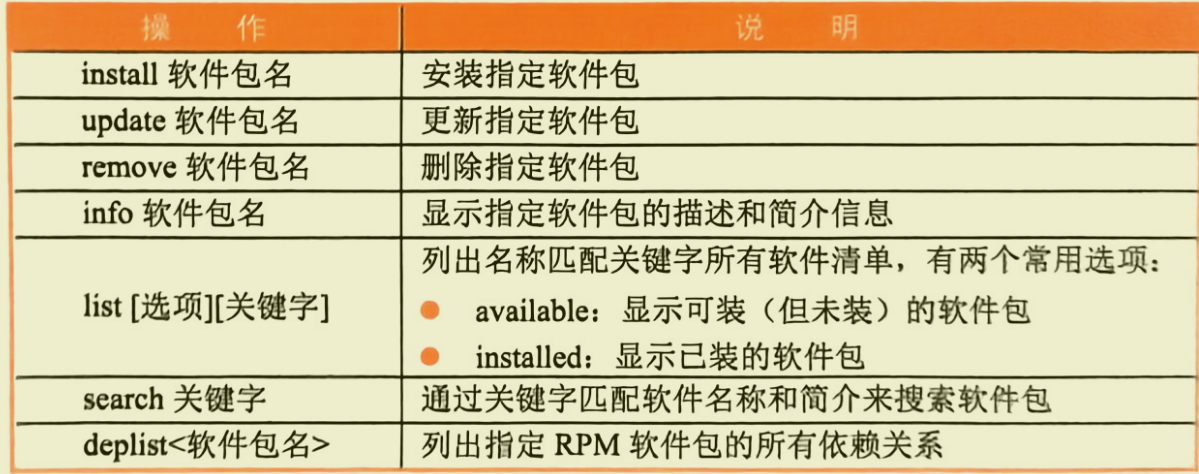 操 作 说 明
install 软件包名 安装指定软件包
update 软件包名 更新指定软件包
remove 软件包名 删除指定软件包
info 软件包名 显示指定软件包的描述和简介信息
列出名称匹配关键字所有软件清单，有两个常用选项：
list [选项][关键字] ● available：显示可装（但未装）的软件包
● installed：显示已装的软件包
search 关键字 通过关键字匹配软件名称和简介来搜索软件包
deplist<软件包名> 列出指定 RPM 软件包的所有依赖关系